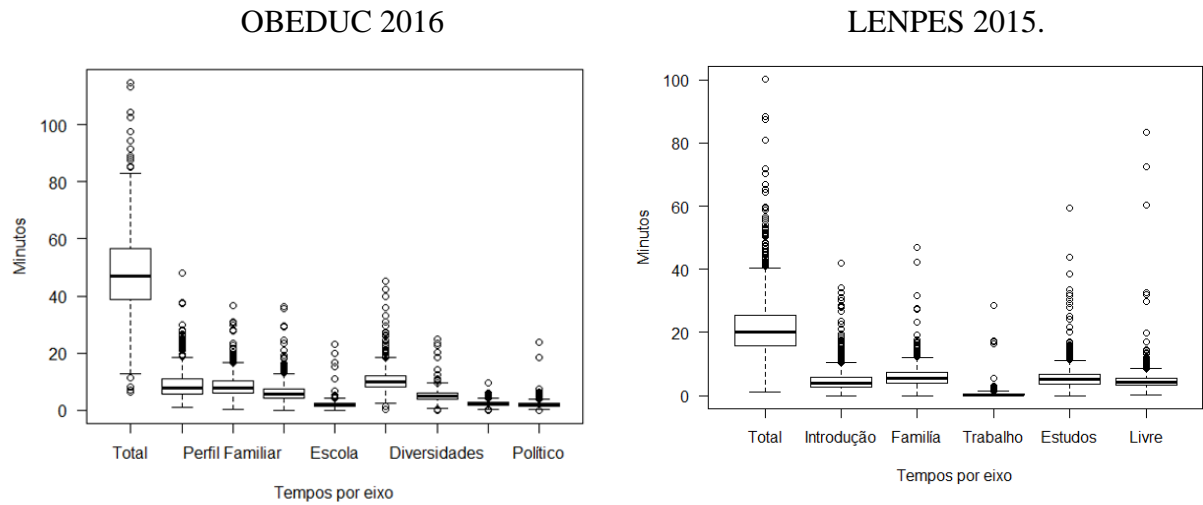 OBEDUC 2016
LENPES 2015.
Minutos
100
80
60
40
20
0
Total Perfil Familiar Escola Diversidades Político
Tempos por eixo
Minutos
100
80
60
40
20
0
Total Introdução Familía Trabalho Estudos Livre
Tempos por eixo